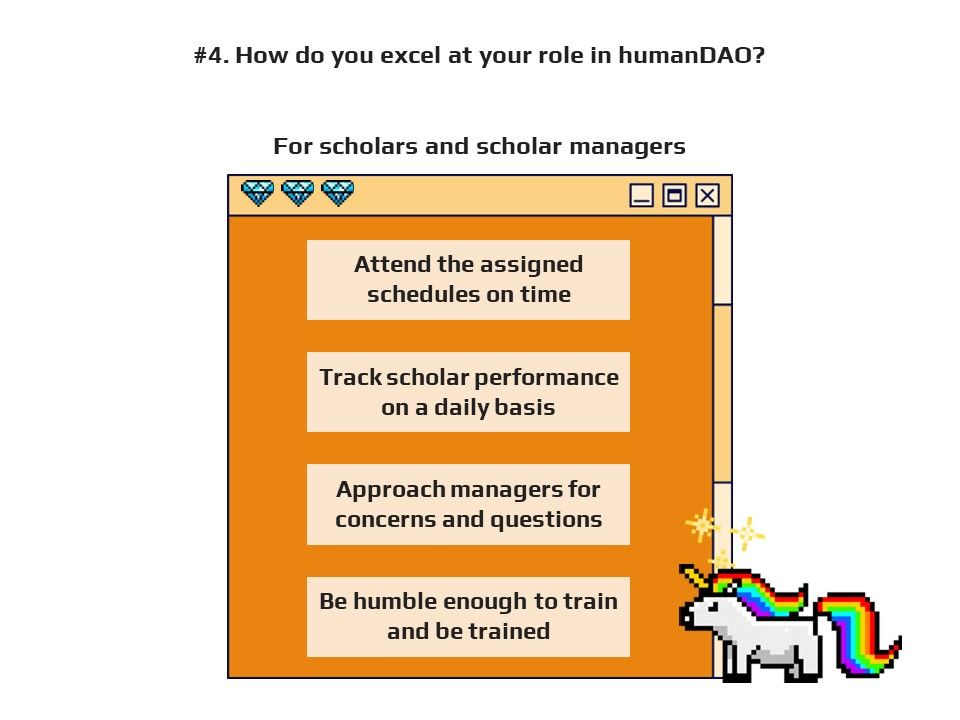 #4. How do you excel at your role in humanDAO?
For scholars and scholar managers
Attend the assigned
schedules on time
Track scholar performance
on a daily basis
Approach managers for
concerns and questions
Be humble enough to train
and be trained